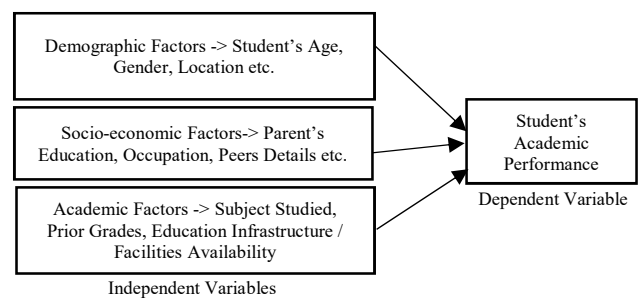 Demographic Factors -> Student’s Age,
Gender, Location etc.
Socio-economic Factors-> Parent’s
Education, Occupation, Peers Details etc.
Academic Factors -> Subject Studied,
Prior Grades, Education Infrastructure /
Facilities Availability
Independent Variables
Student’s
Academic
Performance
Dependent Variable